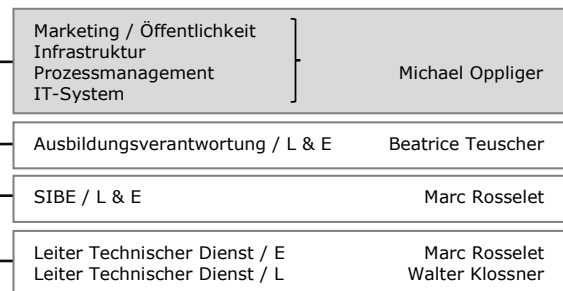 Marketing / Öffentlichkeit
Infrastruktur
Prozessmanagement Michael Oppliger
IT-System
Ausbildungsverantwortung / L & E Beatrice Teuscher
SIBE / L & E Marc Rosselet
Leiter Technischer Dienst / E Marc Rosselet
Leiter Technischer Dienst / L Walter Klossner